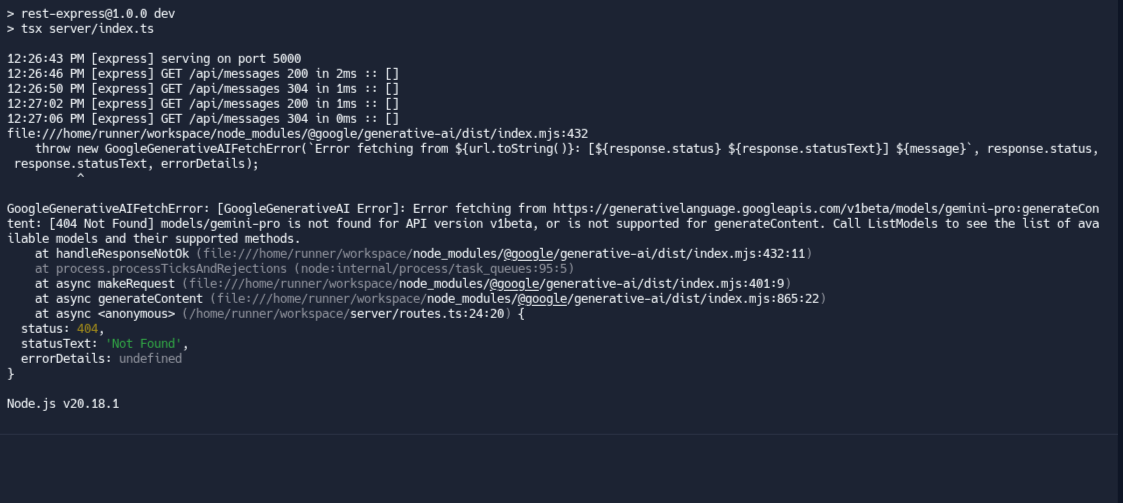 > rest-express@1.0.0 dev
> tsx server/index.ts
12:26:43 PM [express] serving on port 5000
12:26:46 PM [express] GET /api/messages 200 in 2ms :: []
12:26:50 PM [express] GET /api/messages 304 in 1ms :: []
12:27:02 PM [express] GET /api/messages 200 in 1ms :: []
12:27:06 PM [express] GET /api/messages 304 in 0ms :: []
file:///home/runner/workspace/node_modules/@google/generative-ai/dist/index.mjs:432
    throw new GoogleGenerativeAIFetchError(`Error fetching from ${url.toString()}: [${response.status} ${response.statusText}] ${message}`, response.status,
 response.statusText, errorDetails);
          ^
GoogleGenerativeAIFetchError: [GoogleGenerativeAI Error]: Error fetching from https://generativelanguage.googleapis.com/v1beta/models/gemini-pro:generateCon
tent: [404 Not Found] models/gemini-pro is not found for API version v1beta, or is not supported for generateContent. Call ListModels to see the list of ava
ilable models and their supported methods.
    at handleResponseNotOk (file:///home/runner/workspace/node_modules/@google/generative-ai/dist/index.mjs:432:11)
    at process.processTicksAndRejections (node:internal/process/task_queues:95:5)
    at async makeRequest (file:///home/runner/workspace/node_modules/@google/generative-ai/dist/index.mjs:401:9)
    at async generateContent (file:///home/runner/workspace/node_modules/@google/generative-ai/dist/index.mjs:865:22)
    at async <anonymous> (/home/runner/workspace/server/routes.ts:24:20) {
  status: 404,
  statusText: 'Not Found',
  errorDetails: undefined
}
Node.js v20.18.1